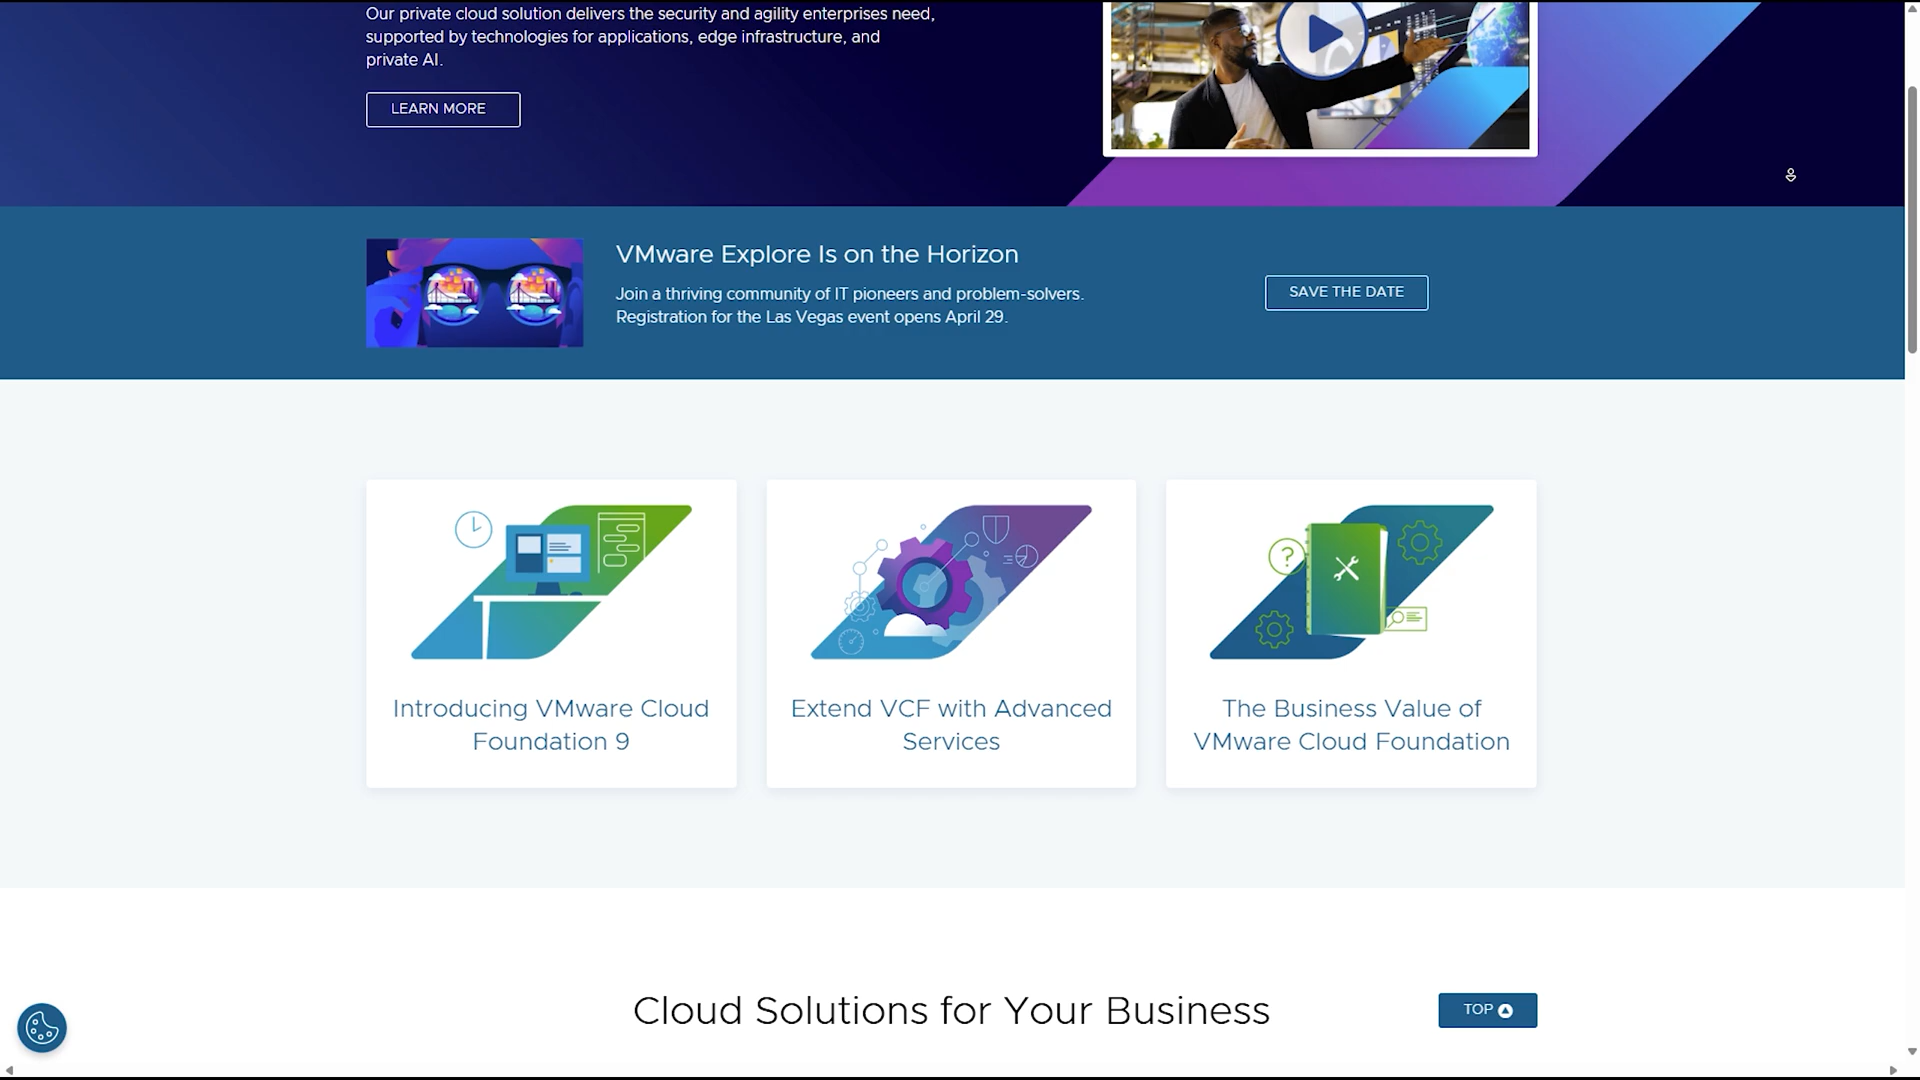 Our private cloud solution delivers the security and agility enterprises need,
supported by technologies for applications, edge infrastructure, and
private AI.
LEARN MORE
VMware Explore Is on the Horizon
Join a thriving community of IT pioneers and problem-solvers.
Registration for the Las Vegas event opens April 29.
SAVE THE DATE
?
Introducing VMware Cloud
Foundation 9
Extend VCF with Advanced
Services
The Business Value of
VMware Cloud Foundation
Cloud Solutions for Your Business
TOP